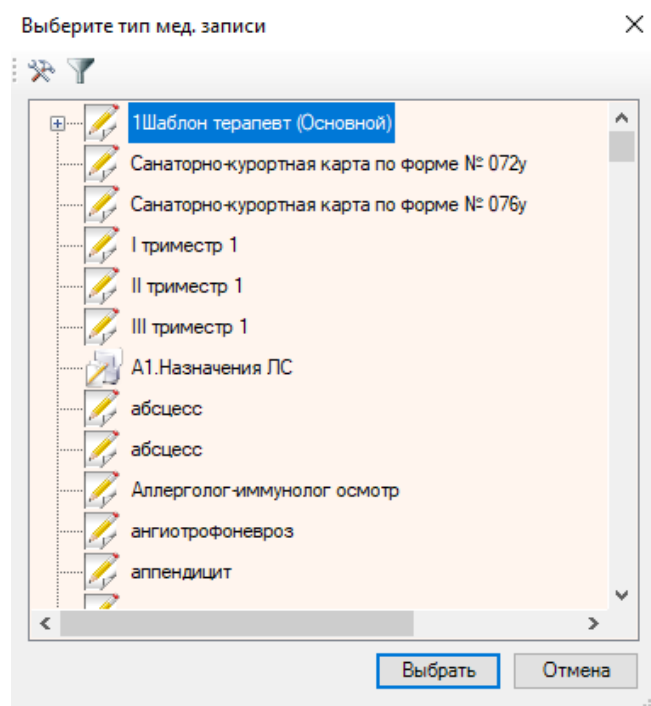 Выберите тип мед. записи
1Шаблон терапевт (Основной)
Санаторно-курортная карта по форме № 072у
Санаторно-курортная карта по форме № 076у
I триместр 1
II триместр 1
III триместр 1
А1.Назначения ЛС
абсцесс
абсцесс
Аллерголог-иммунолог осмотр
ангиотрофоневроз
аппендицит
Выбрать
Отмена